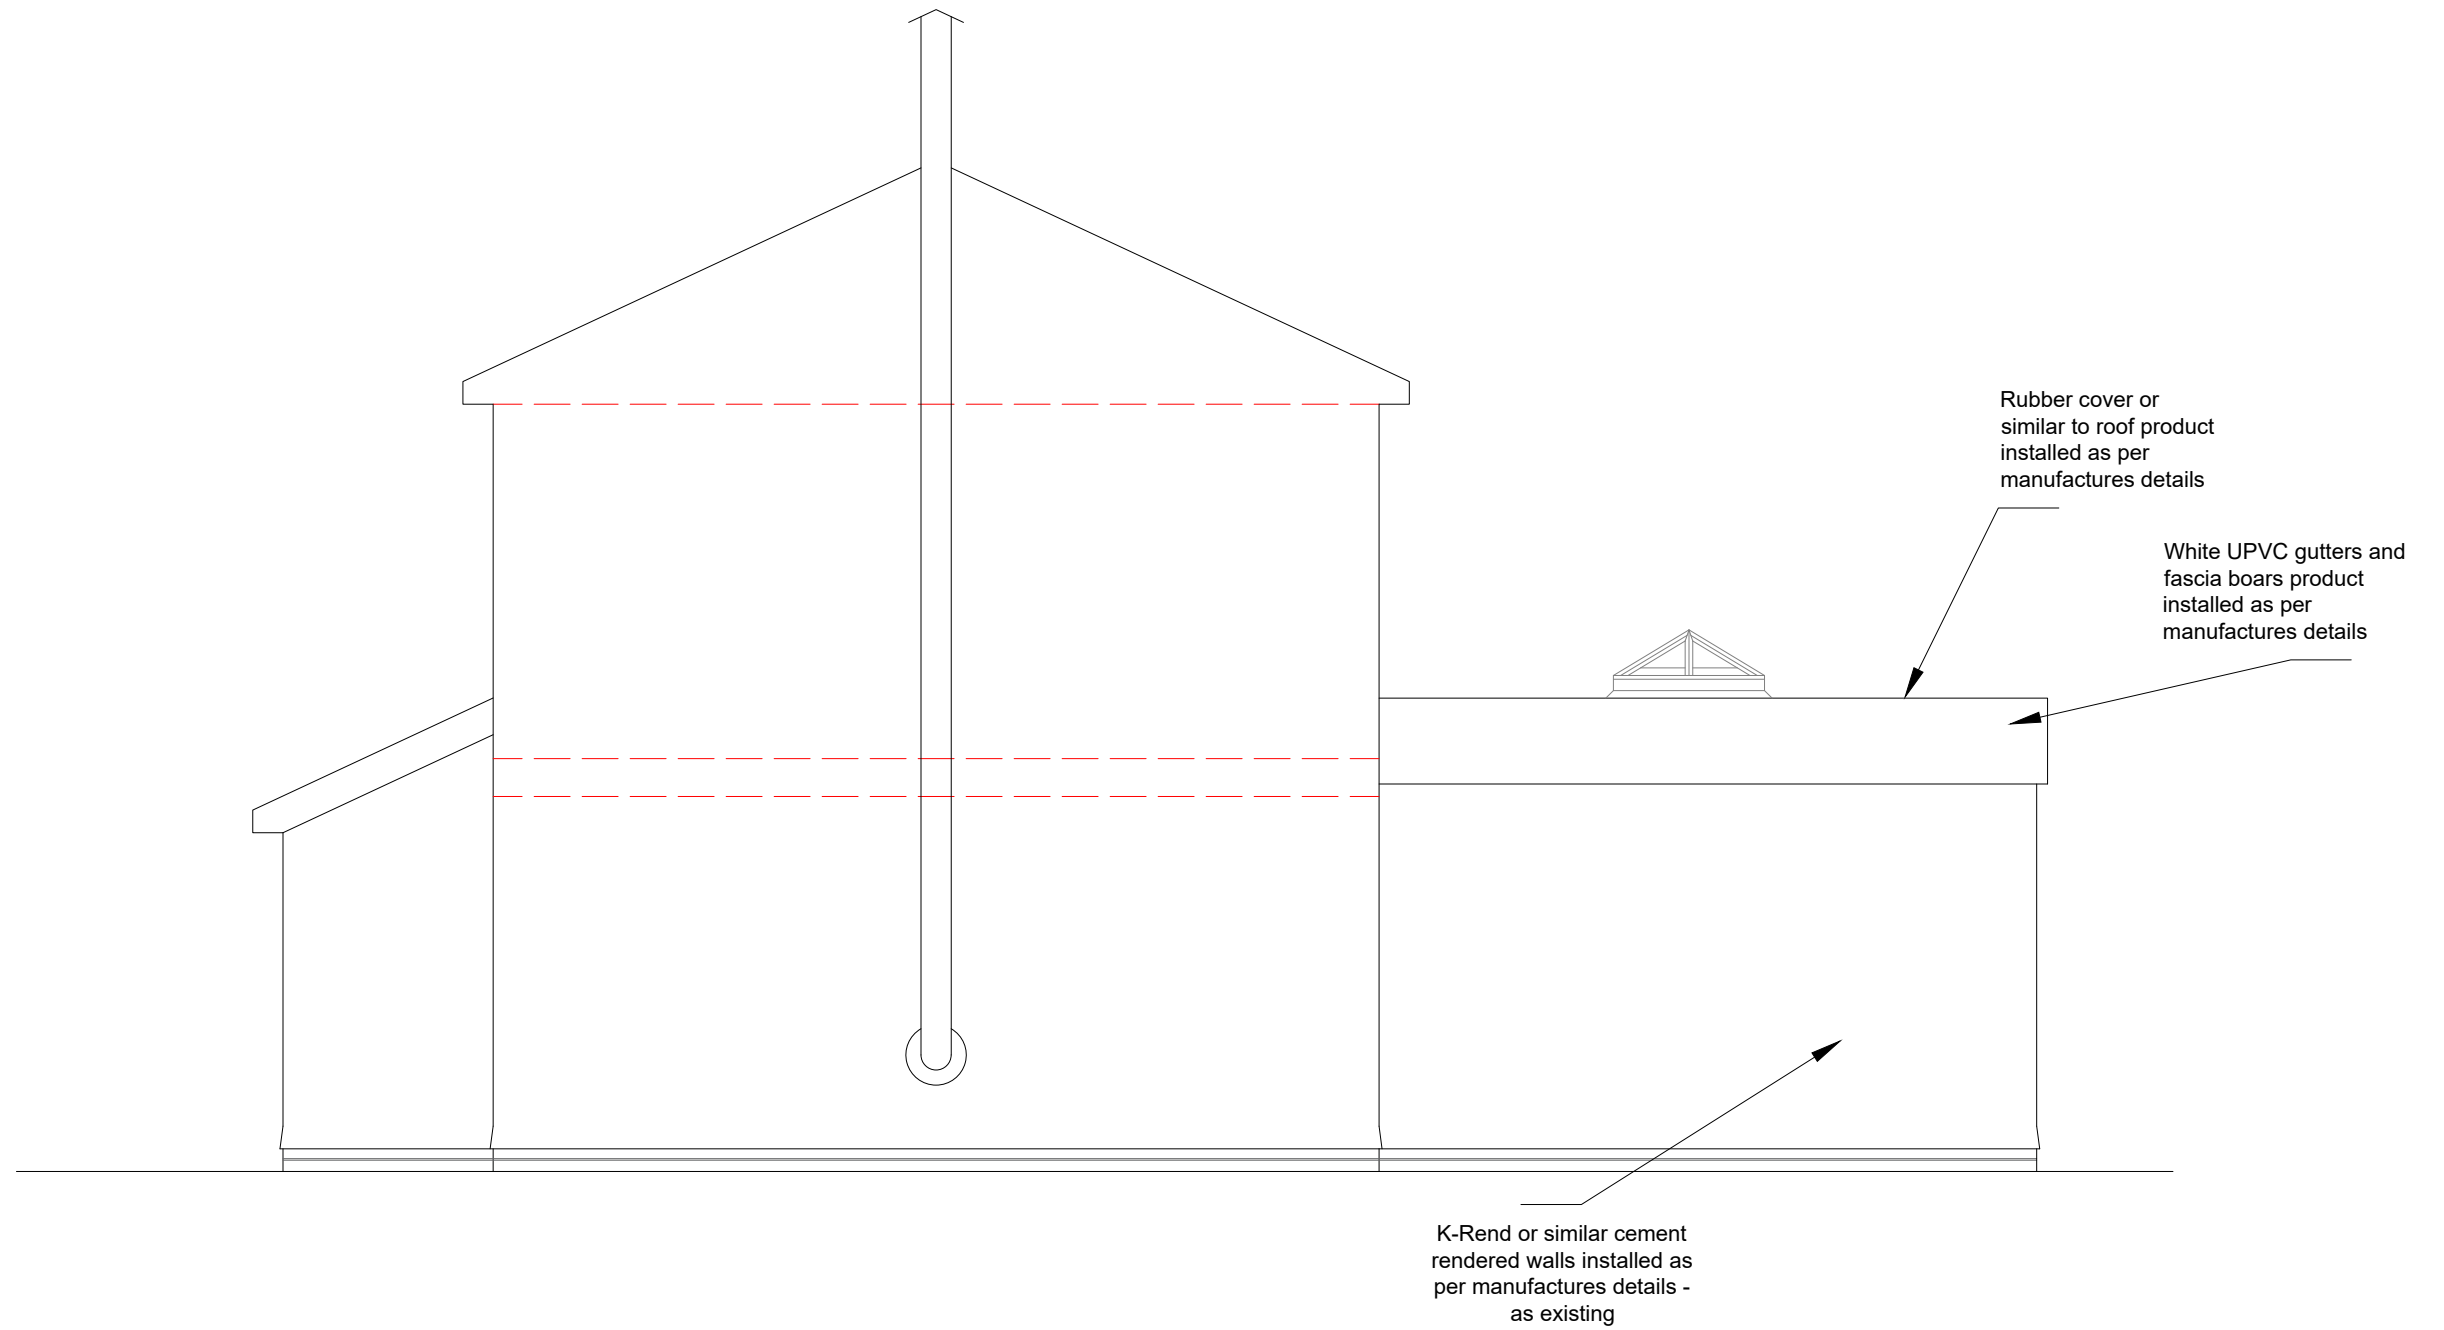 Rubber cover or
similar to roof product
installed as per
manufactures details
White UPVC gutters and
fascia boars product
installed as per
manufactures details
K-Rend or similar cement
rendered walls installed as
per manufactures details -
as existing